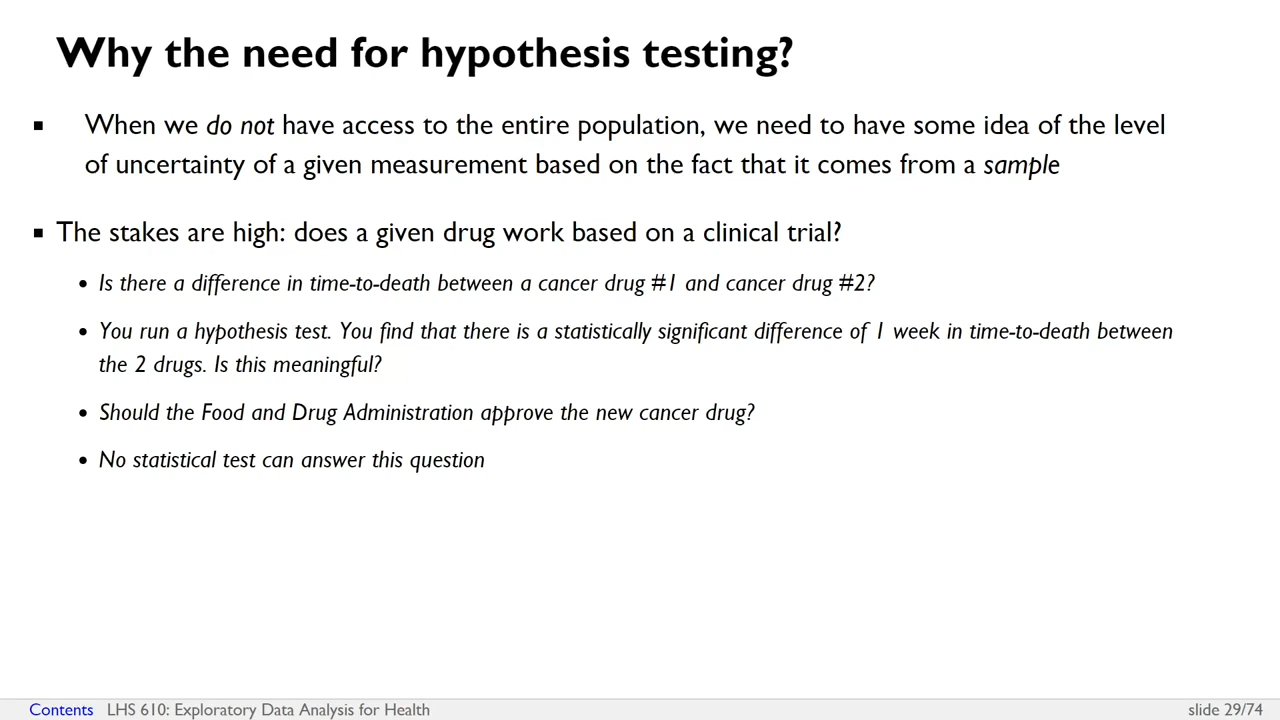 Why the need for hypothesis testing?
▪ When we do not have access to the entire population, we need to have some idea of the level
of uncertainty of a given measurement based on the fact that it comes from a sample
▪ The stakes are high: does a given drug work based on a clinical trial?
• Is there a difference in time-to-death between a cancer drug #1 and cancer drug #2?
• You run a hypothesis test. You find that there is a statistically significant difference of 1 week in time-to-death between
the 2 drugs. Is this meaningful?
• Should the Food and Drug Administration approve the new cancer drug?
• No statistical test can answer this question
Contents LHS 610: Exploratory Data Analysis for Health slide 29/74